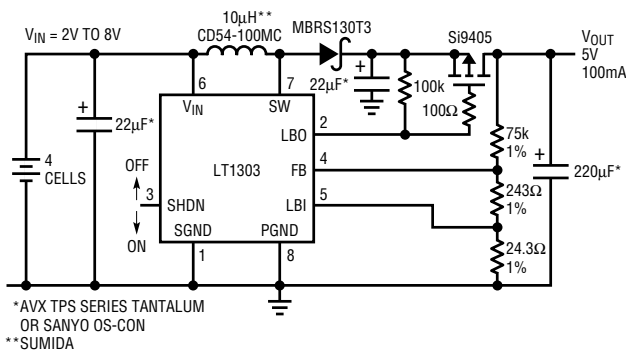 V_IN = 2V TO 8V
10µH**
CD54-100MC
MBRS130T3
Si9405
V_OUT
5V
100mA
+
22µF*
6
V_IN
7
SW
+
22µF*
100k
100Ω
2
LBO
75k
1%
+
220µF*
4
CELLS
OFF
ON
3
SHDN
LT1303
FB
4
LBI
5
243Ω
1%
24.3Ω
1%
SGND
1
PGND
8
*AVX TPS SERIES TANTALUM
OR SANYO OS-CON
**SUMIDA